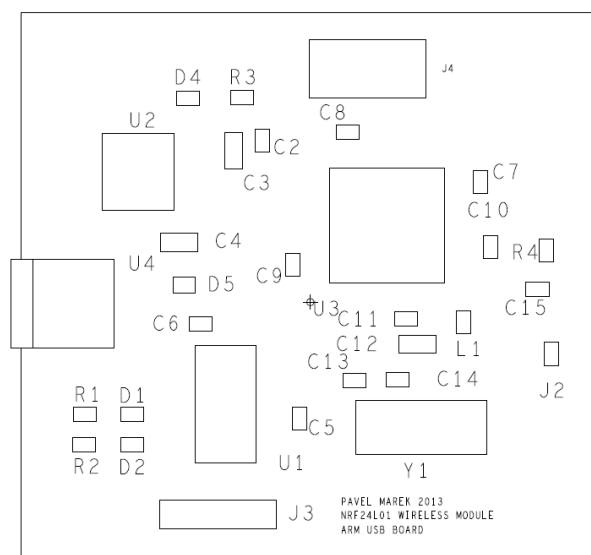 J4
D4 R3
C8
U2
C2
C3
C7
C10
C4
R4
U4
C9
D5
U3
C15
C6
C11
C12
L1
C13
C14
J2
R1 D1
C5
R2 D2
U1
Y1
J3
PAVEL MAREK 2013
NRF24L01 WIRELESS MODULE
ARM USB BOARD